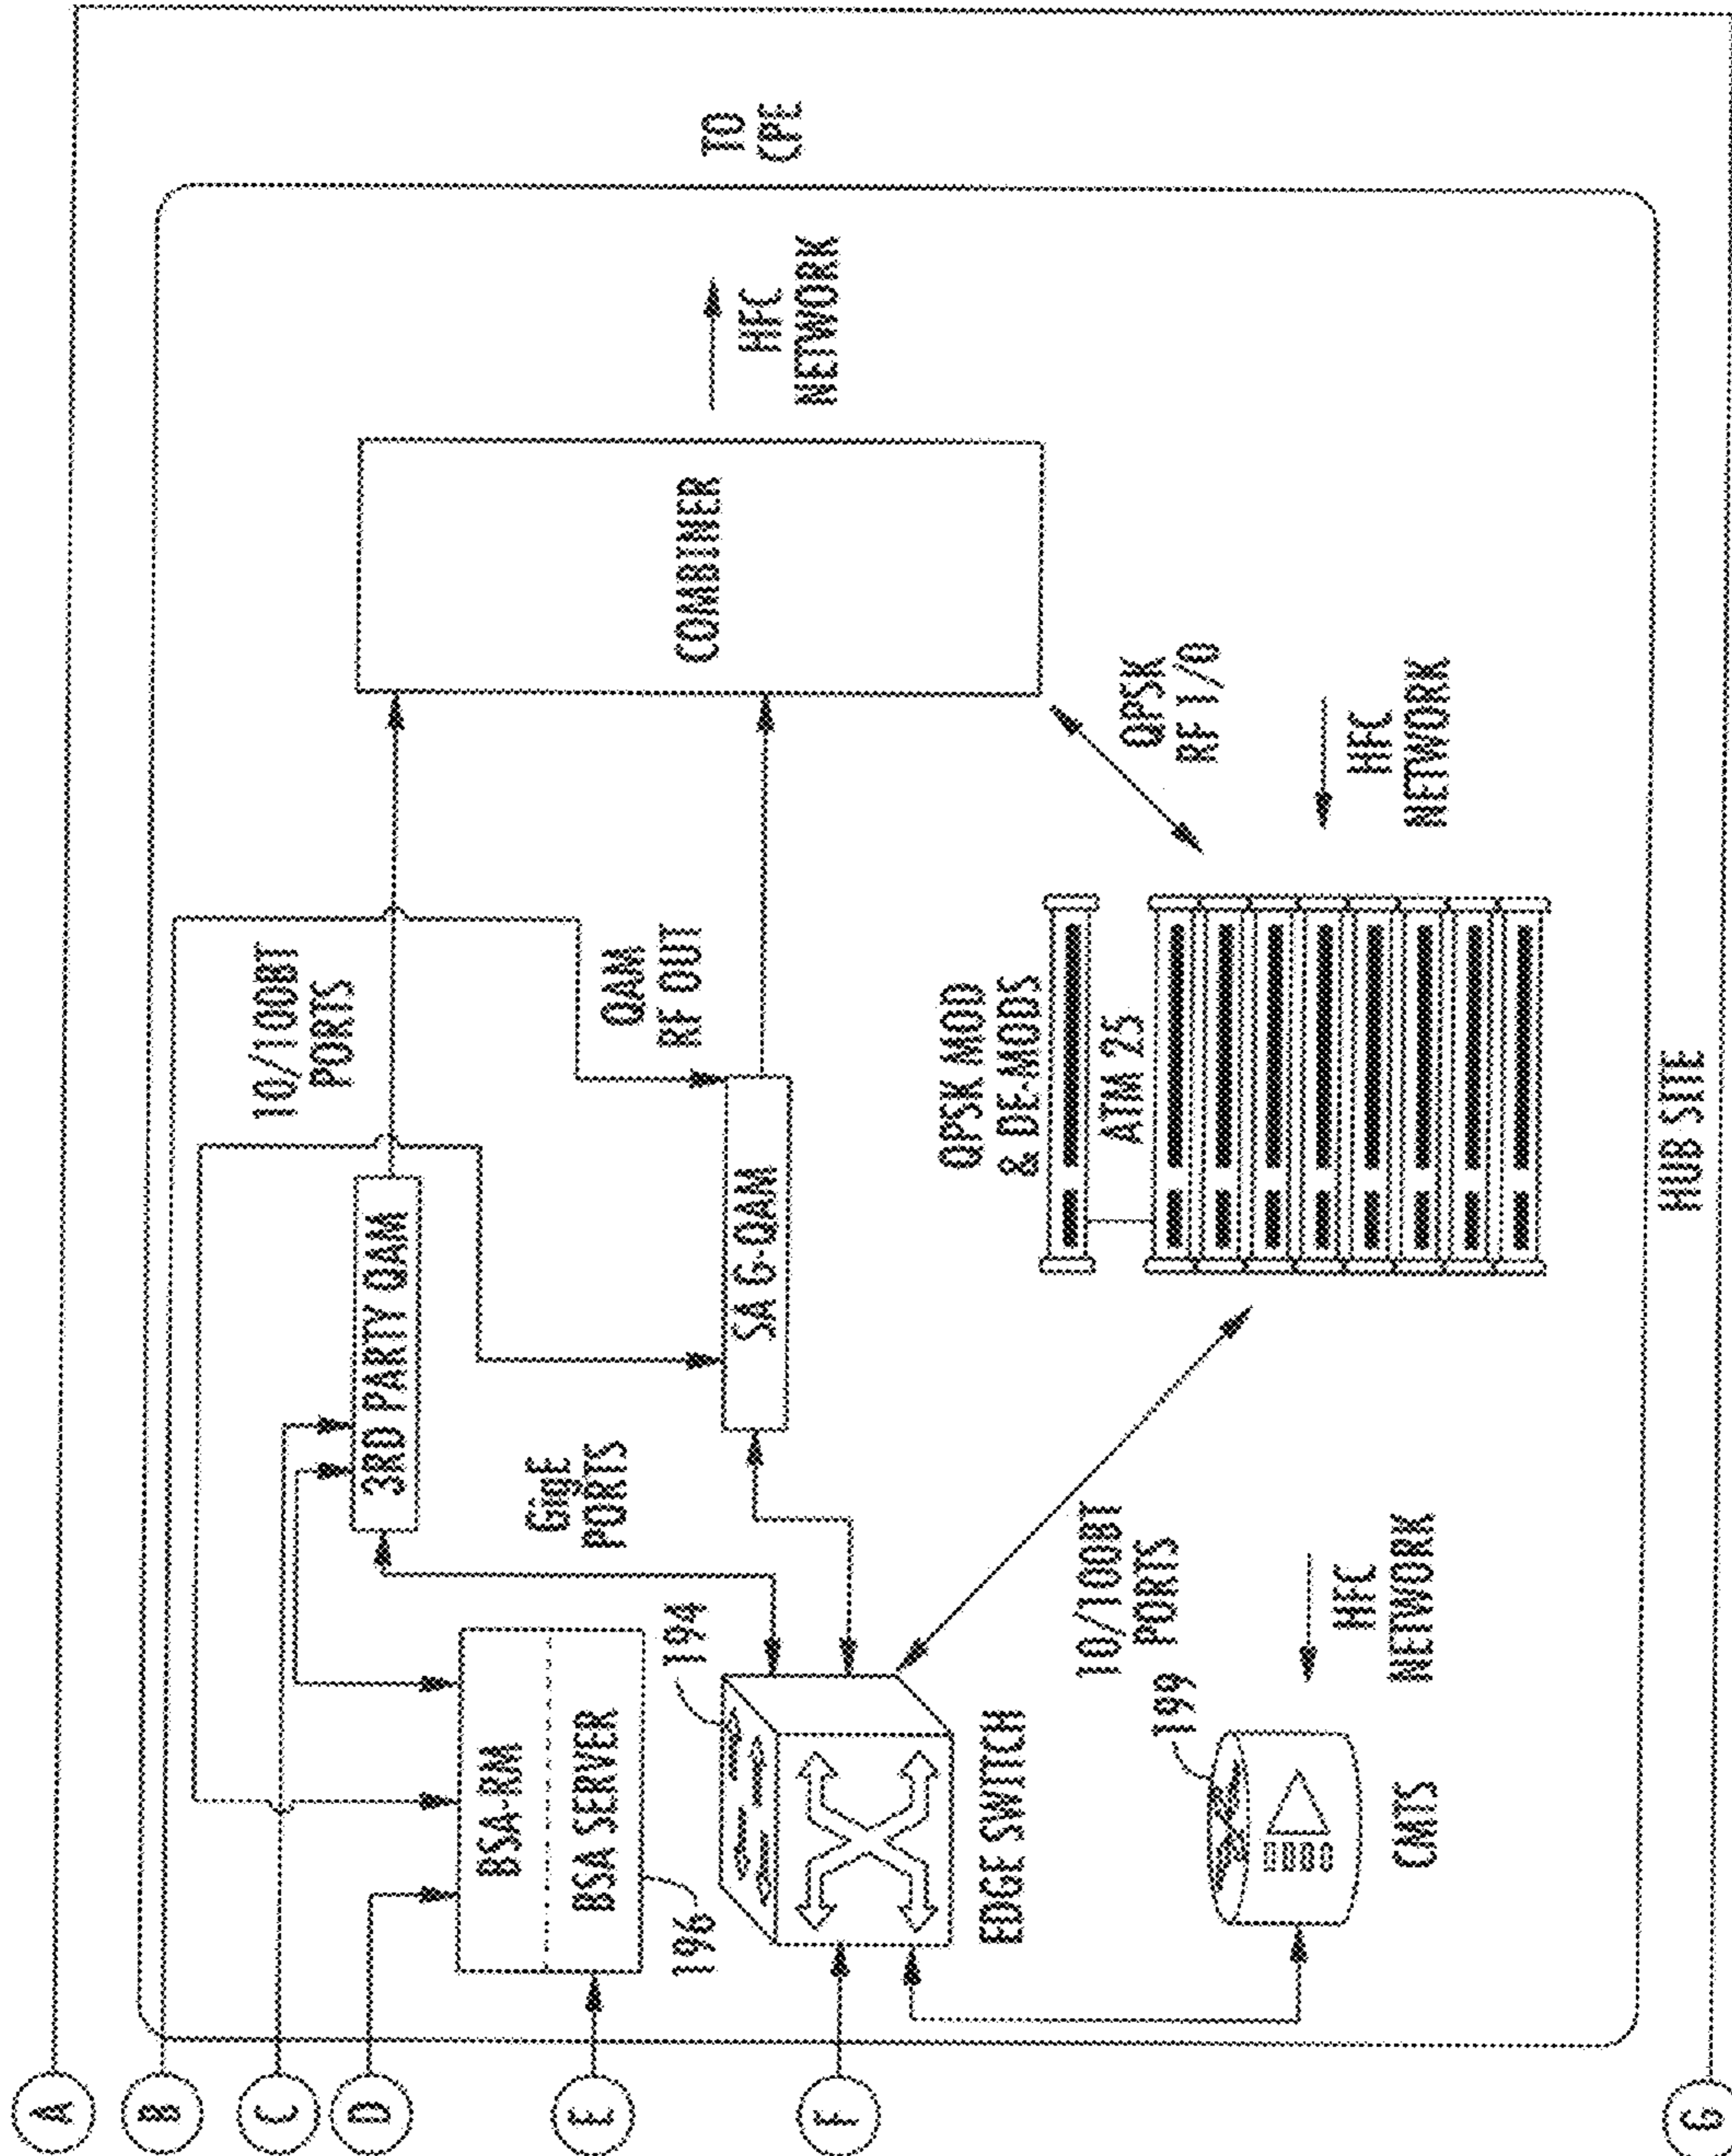 A
B
C
D
E
F
G
10/100BT
PORTS
3RD PARTY QAM
BSA-RM
BSA SERVER
196
194
GigE
PORTS
QAM
RF OUT
SA G-QAM
COMBINER
HFC
NETWORK
TO
CPE
EDGE SWITCH
QPSK MOD
& DE-MODS
ATM 25
QPSK
RF I/O
10/100BT
PORTS
199
CMTS
HFC
NETWORK
HFC
NETWORK
HUB SITE